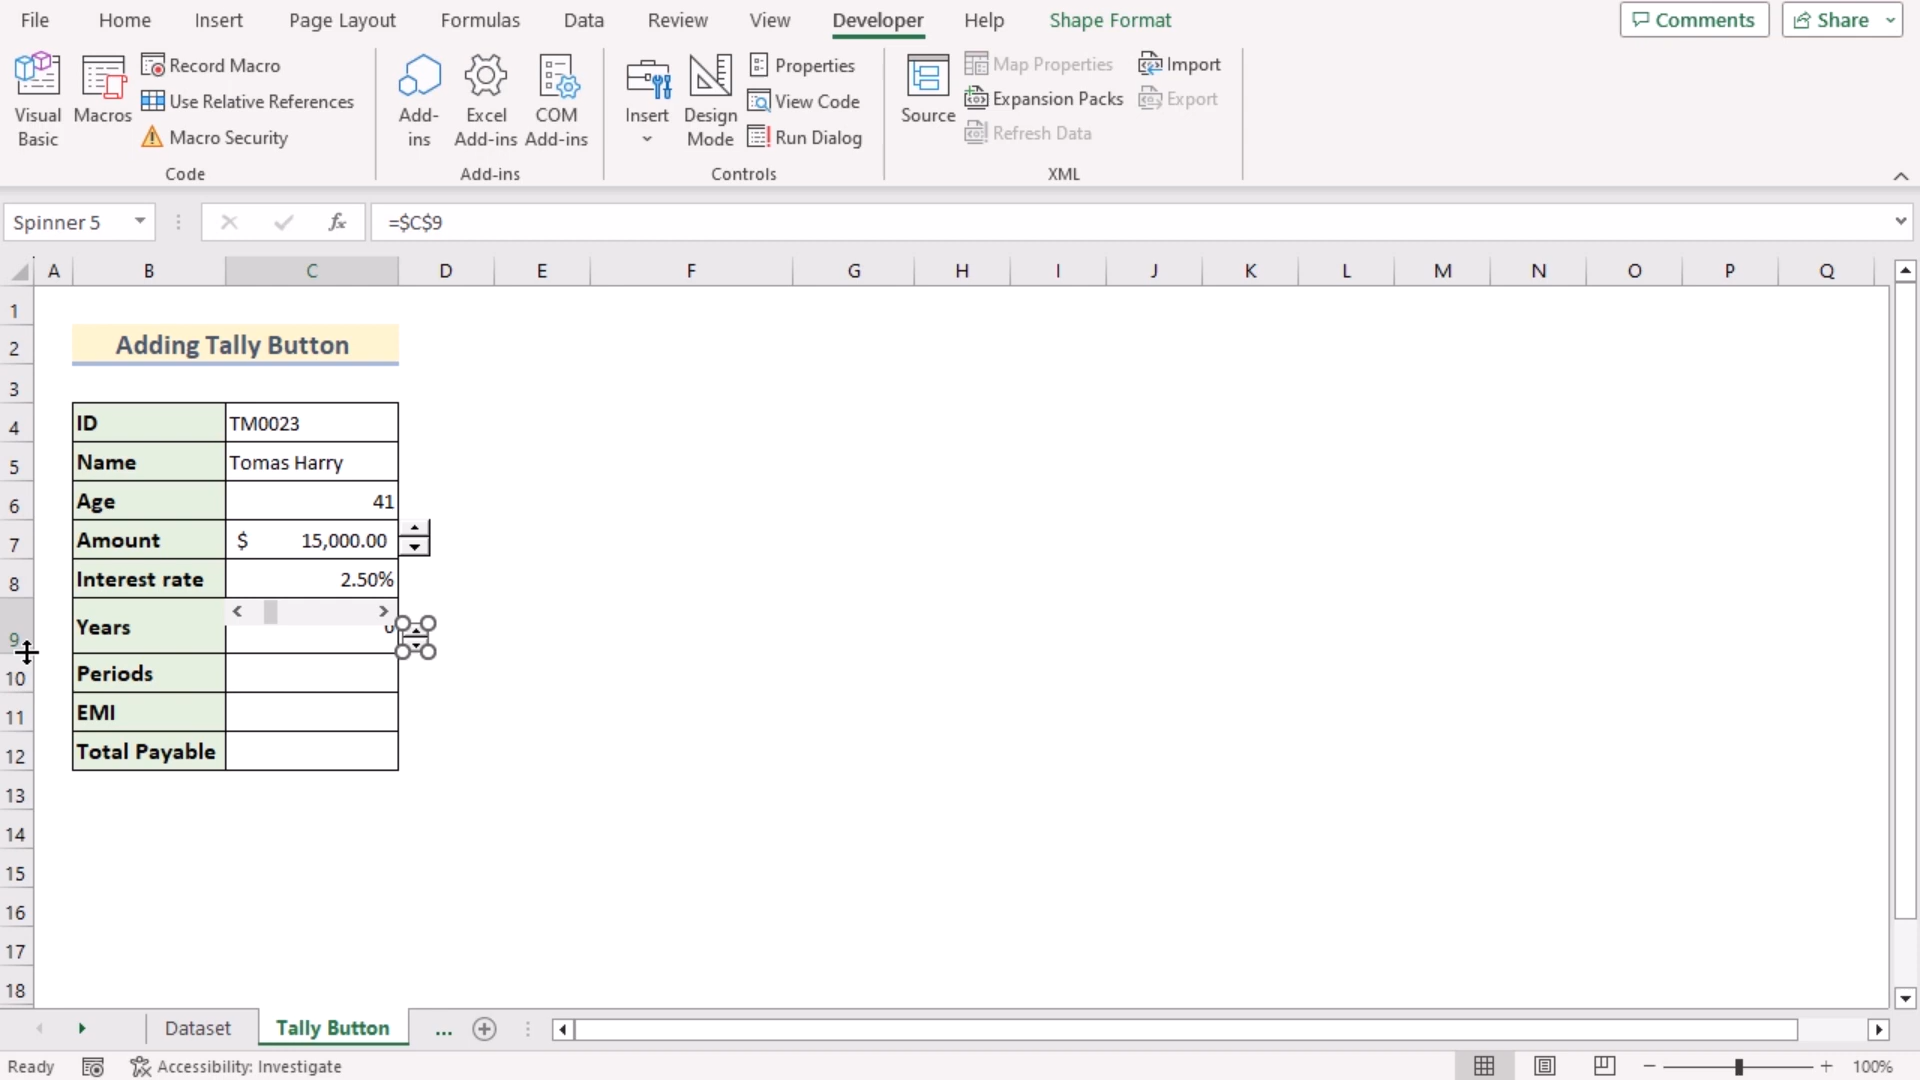 File Home Insert Page Layout Formulas Data Review View Developer Help Shape Format Comments Share
Visual Basic
Macros
Record Macro
Use Relative References
Macro Security
Code
Add-ins
Excel Add-ins
COM Add-ins
Add-ins
Insert
Design Mode
Properties
View Code
Run Dialog
Controls
Source
Map Properties
Expansion Packs
Refresh Data
Import
Export
XML
Spinner 5 fx =$C$9
A B C D E F G H I J K L M N O P Q
1
2 Adding Tally Button
3
4 ID TM0023
5 Name Tomas Harry
6 Age 41
7 Amount $ 15,000.00
8 Interest rate 2.50%
9 Years
10 Periods
11 EMI
12 Total Payable
13
14
15
16
17
18
Dataset Tally Button ...
Ready Accessibility: Investigate 100%